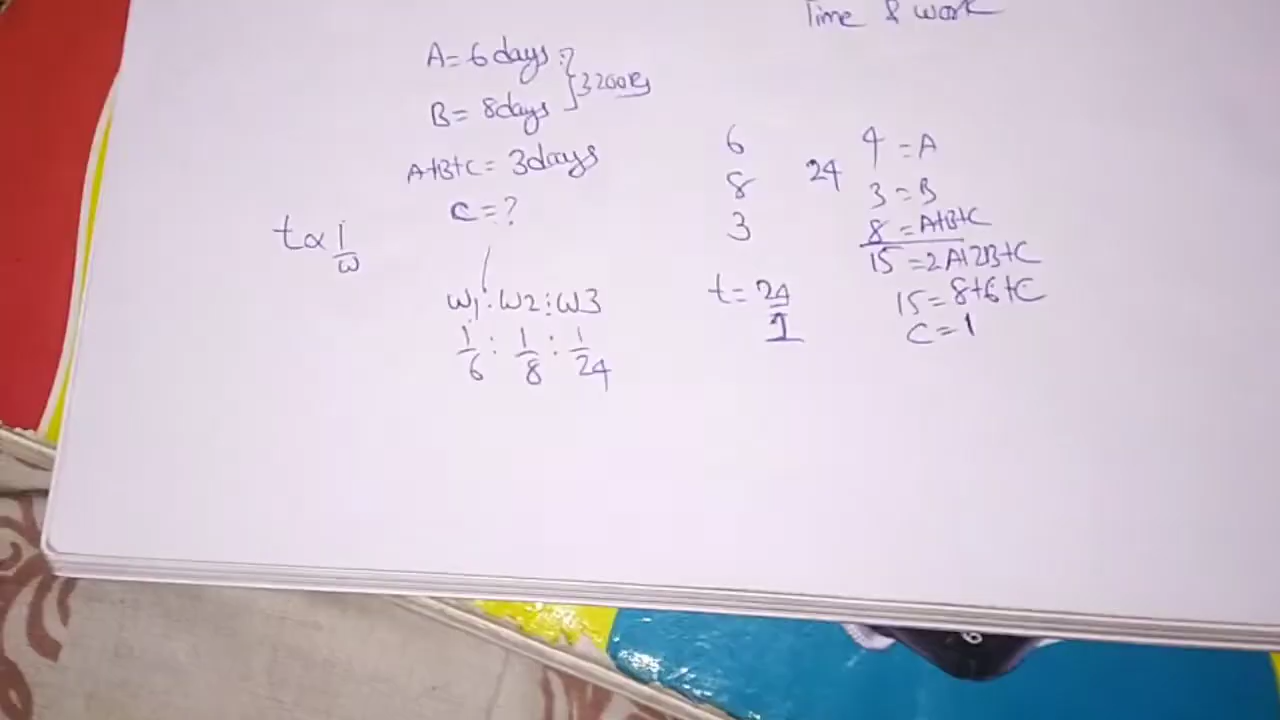 Time & work
A = 6 days
B = 8 days
3200Rs
A+B+C = 3 days
C = ?
t ∝ 1/w
w1 : w2 : w3
1/6 : 1/8 : 1/24
6
8
3
24
4 = A
3 = B
8 = A+B+C
15 = 2A+2B+C
15 = 8+6+C
C = 1
t = 24/1